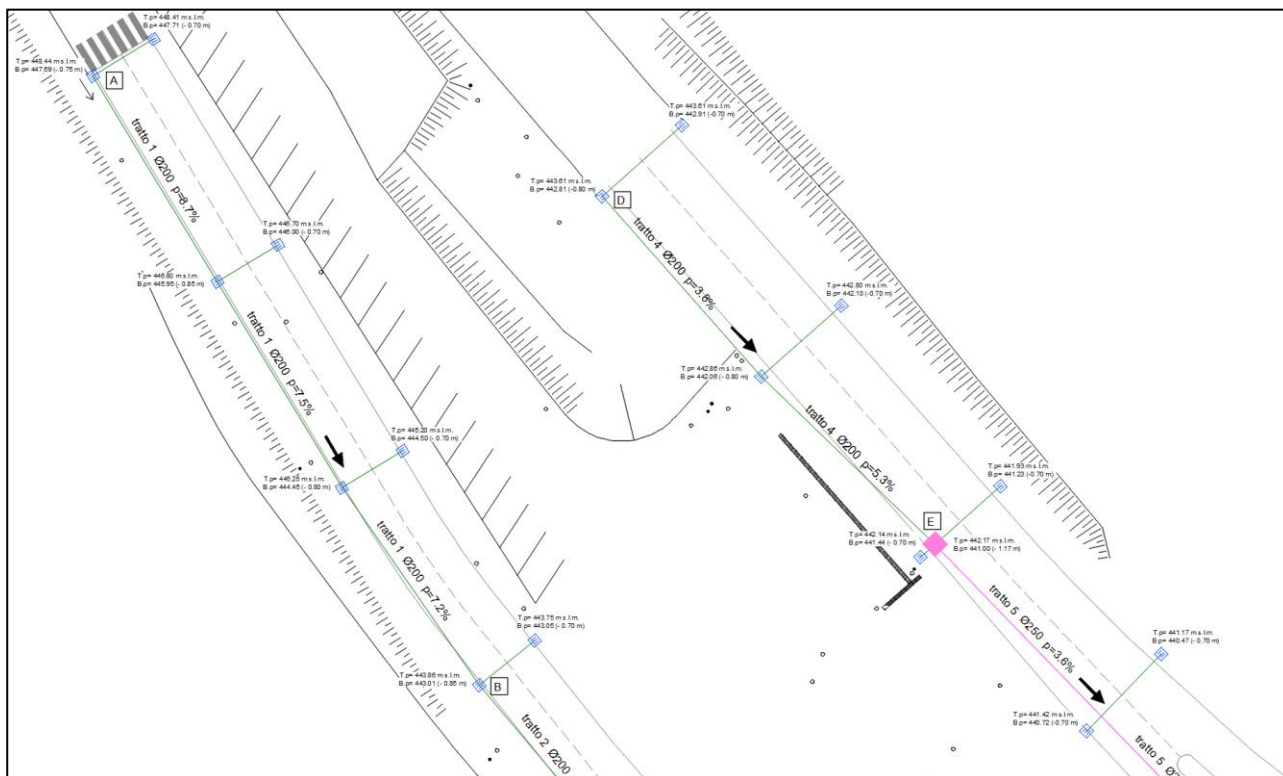 T.p= 448.41 m s.l.m.
B.p= 447.71 (- 0.70 m)
T.p= 448.44 m s.l.m.
B.p= 447.69 (- 0.75 m)
A
tratto 1 Ø200 p=8.7%
T.p= 446.70 m s.l.m.
B.p= 446.00 (- 0.70 m)
T.p= 446.80 m s.l.m.
B.p= 445.95 (- 0.85 m)
tratto 1 Ø200 p=7.5%
T.p= 445.20 m s.l.m.
B.p= 444.50 (- 0.70 m)
T.p= 445.25 m s.l.m.
B.p= 444.45 (- 0.80 m)
tratto 1 Ø200 p=7.2%
T.p= 443.75 m s.l.m.
B.p= 443.05 (- 0.70 m)
T.p= 443.86 m s.l.m.
B.p= 443.01 (- 0.85 m)
B
tratto 2 Ø200
T.p= 443.61 m s.l.m.
B.p= 442.91 (-0.70 m)
T.p= 443.61 m s.l.m.
B.p= 442.81 (-0.80 m)
D
tratto 4 Ø200 p=3.8%
T.p= 442.80 m s.l.m.
B.p= 442.10 (-0.70 m)
T.p= 442.86 m s.l.m.
B.p= 442.06 (- 0.80 m)
tratto 4 Ø200 p=5.3%
T.p= 441.93 m s.l.m.
B.p= 441.23 (-0.70 m)
E
T.p= 442.14 m s.l.m.
B.p= 441.44 (- 0.70 m)
T.p= 442.17 m s.l.m.
B.p= 441.00 (- 1.17 m)
tratto 5 Ø250 p=3.6%
T.p= 441.17 m s.l.m.
B.p= 440.47 (- 0.70 m)
T.p= 441.42 m s.l.m.
B.p= 440.72 (-0.70 m)
tratto 5